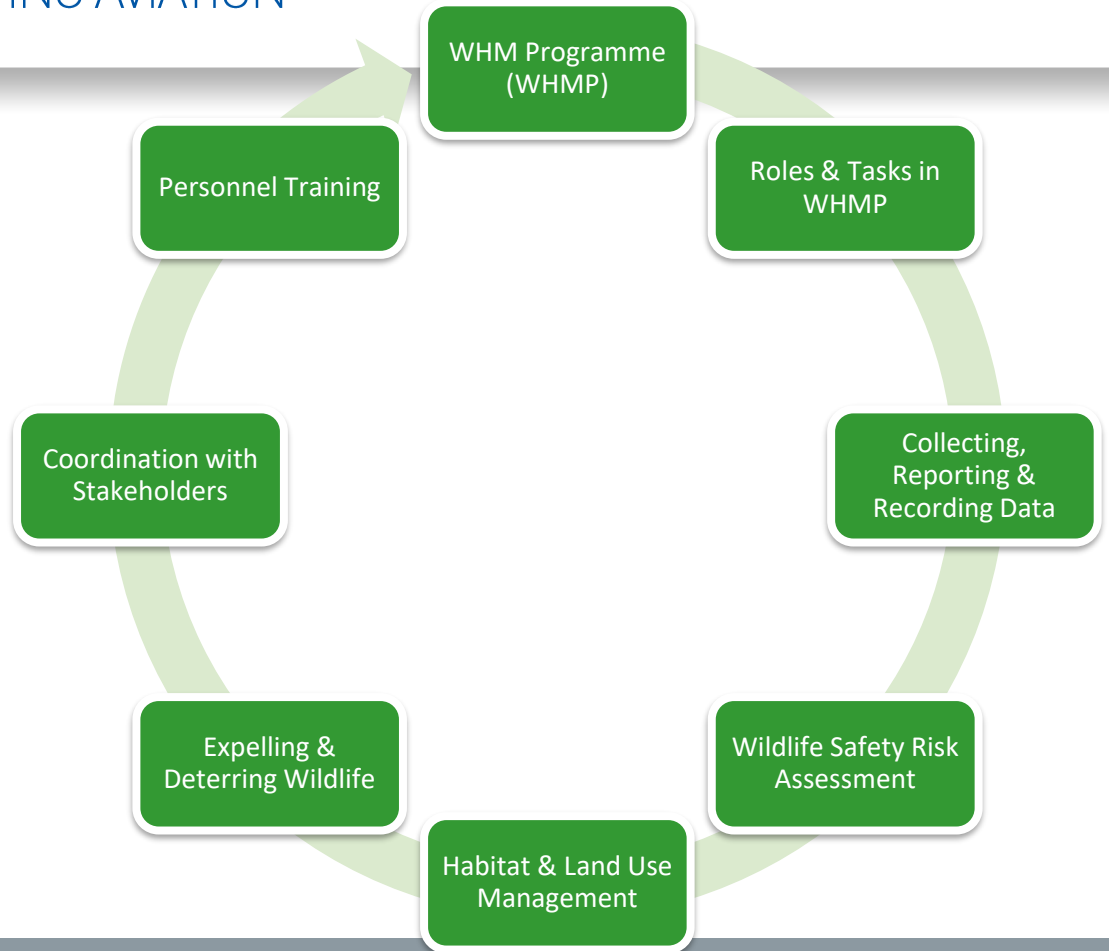 AVIATION
WHM Programme
(WHMP)
Roles & Tasks in
WHMP
Collecting,
Reporting &
Recording Data
Wildlife Safety Risk
Assessment
Habitat & Land Use
Management
Expelling &
Deterring Wildlife
Coordination with
Stakeholders
Personnel Training